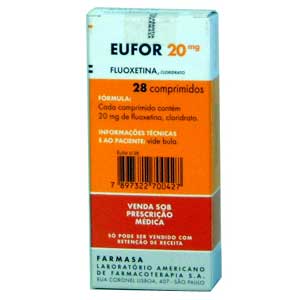 EUFOR 20 mg
FLUOXETINA, CLORIDRATO
28 comprimidos
FÓRMULA:
Cada comprimido contém
20 mg de fluoxetina, cloridrato.
INFORMAÇÕES TÉCNICAS
E AO PACIENTE: vide bula.
7 897322 700427
VENDA SOB
PRESCRIÇÃO
MÉDICA
SÓ PODE SER VENDIDO COM
RETENÇÃO DE RECEITA
FARMASA
LABORATÓRIO AMERICANO
DE FARMACOTERAPIA S.A.
RUA CORONEL LISBOA, 407 - SÃO PAULO